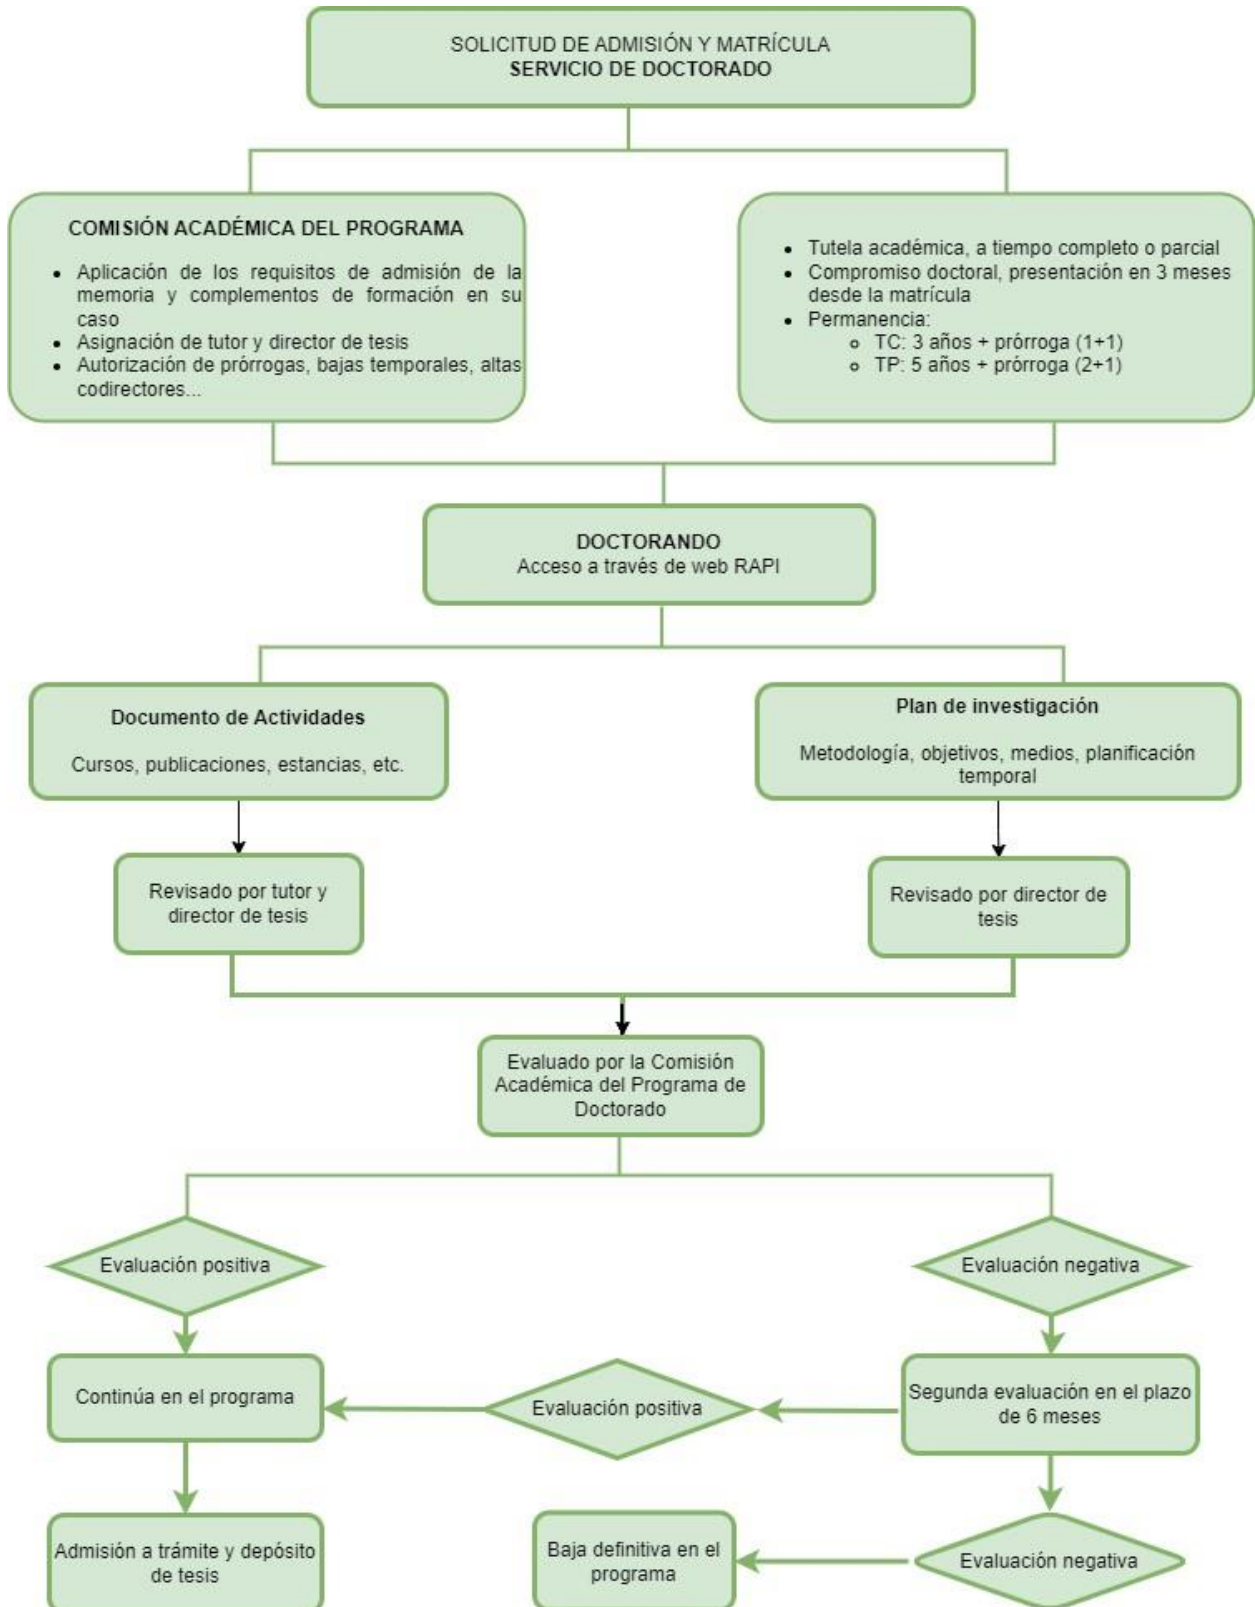 SOLICITUD DE ADMISIÓN Y MATRÍCULA
SERVICIO DE DOCTORADO
COMISIÓN ACADÉMICA DEL PROGRAMA
• Aplicación de los requisitos de admisión de la
memoria y complementos de formación en su
caso
• Asignación de tutor y director de tesis
• Autorización de prórrogas, bajas temporales, altas
codirectores...
• Tutela académica, a tiempo completo o parcial
• Compromiso doctoral, presentación en 3 meses
desde la matrícula
• Permanencia:
o TC: 3 años + prórroga (1+1)
o TP: 5 años + prórroga (2+1)
DOCTORANDO
Acceso a través de web RAPI
Documento de Actividades
Cursos, publicaciones, estancias, etc.
Plan de investigación
Metodología, objetivos, medios, planificación
temporal
Revisado por tutor y
director de tesis
Revisado por director de
tesis
Evaluado por la Comisión
Académica del Programa de
Doctorado
Evaluación positiva
Evaluación negativa
Continúa en el programa
Evaluación positiva
Segunda evaluación en el plazo
de 6 meses
Admisión a trámite y depósito
de tesis
Baja definitiva en el
programa
Evaluación negativa